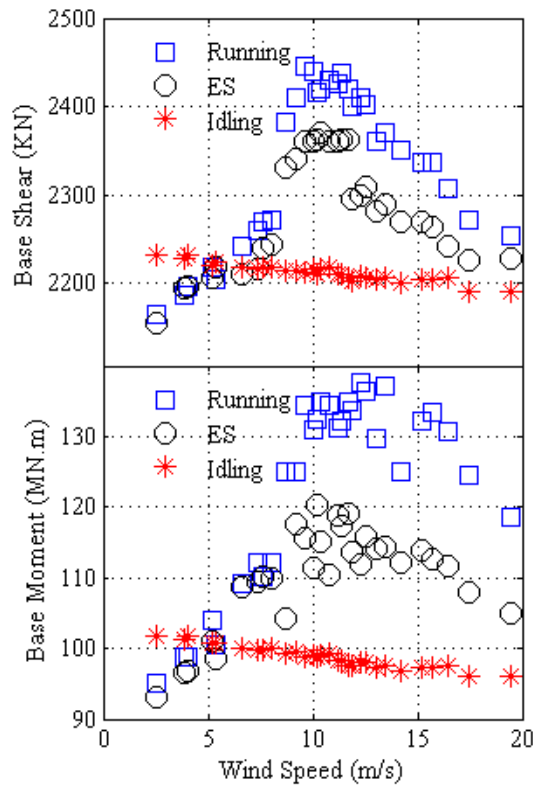 2500
Running
ES
2400
Idling
Base Shear (KN)
2300
2200
Running
ES
130
Idling
Base Moment (MN.m)
120
110
100
90
0 5 10 15 20
Wind Speed (m/s)